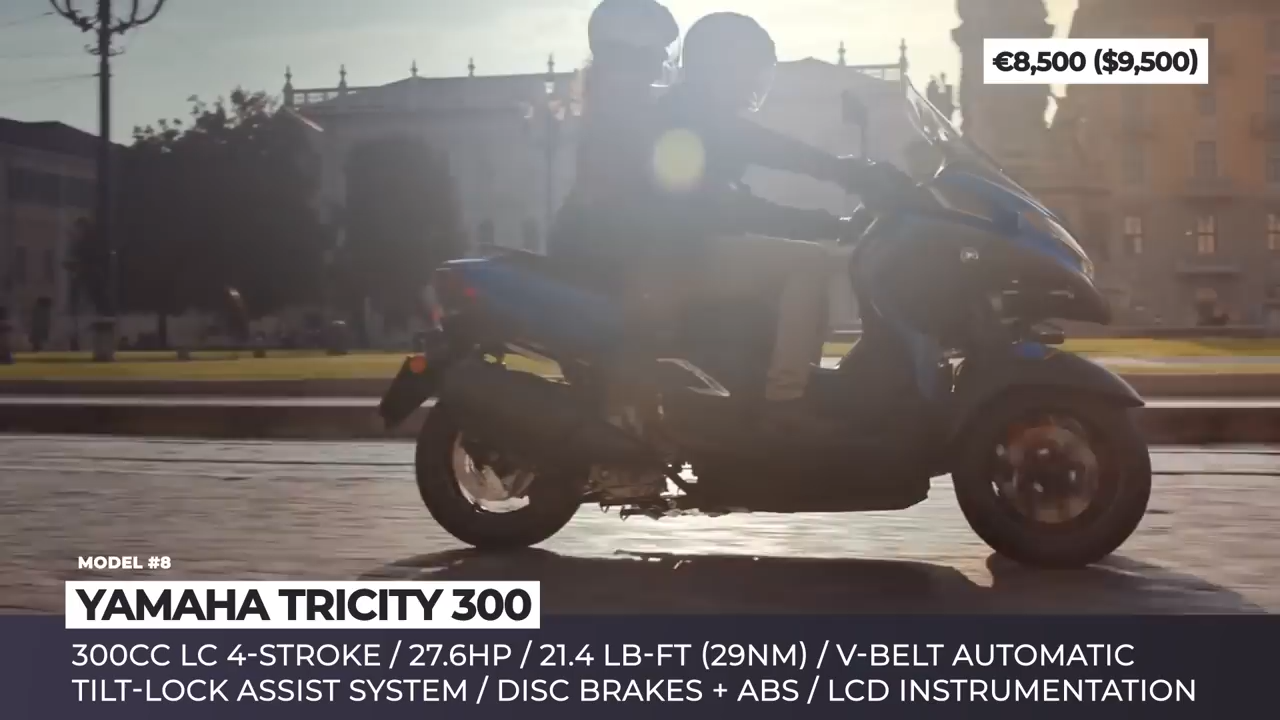 €8,500 ($9,500)
MODEL #8
YAMAHA TRICITY 300
300CC LC 4-STROKE / 27.6HP / 21.4 LB-FT (29NM) / V-BELT AUTOMATIC
TILT-LOCK ASSIST SYSTEM / DISC BRAKES + ABS / LCD INSTRUMENTATION